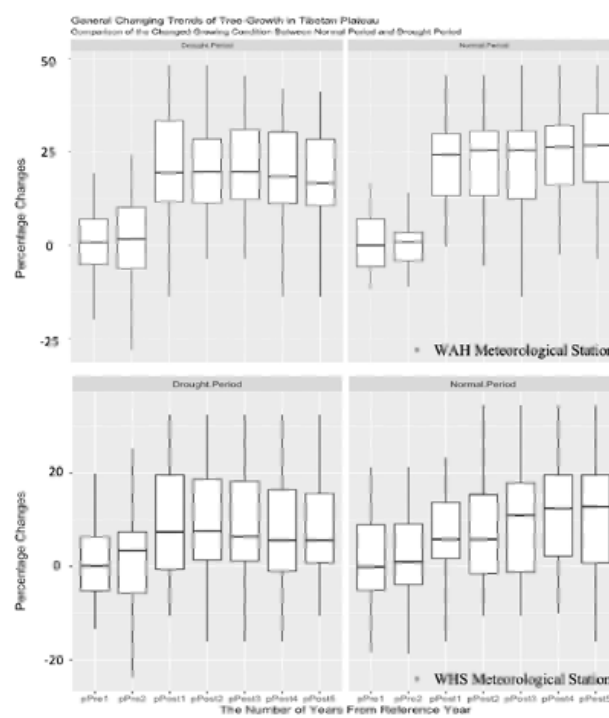 General Changing Trends of Tree-Growth in Tibetan Plateau
Comparison of the Changed Growing Condition Between Normal Period and Drought Period
Drought.Period
Normal.Period
Percentage Changes
50
25
0
-25
WAH Meteorological Station
Drought.Period
Normal.Period
Percentage Changes
20
0
-20
WHS Meteorological Station
pPre1 pPre2 pPost1 pPost2 pPost3 pPost4 pPost5
pPre1 pPre2 pPost1 pPost2 pPost3 pPost4 pPost5
The Number of Years From Reference Year